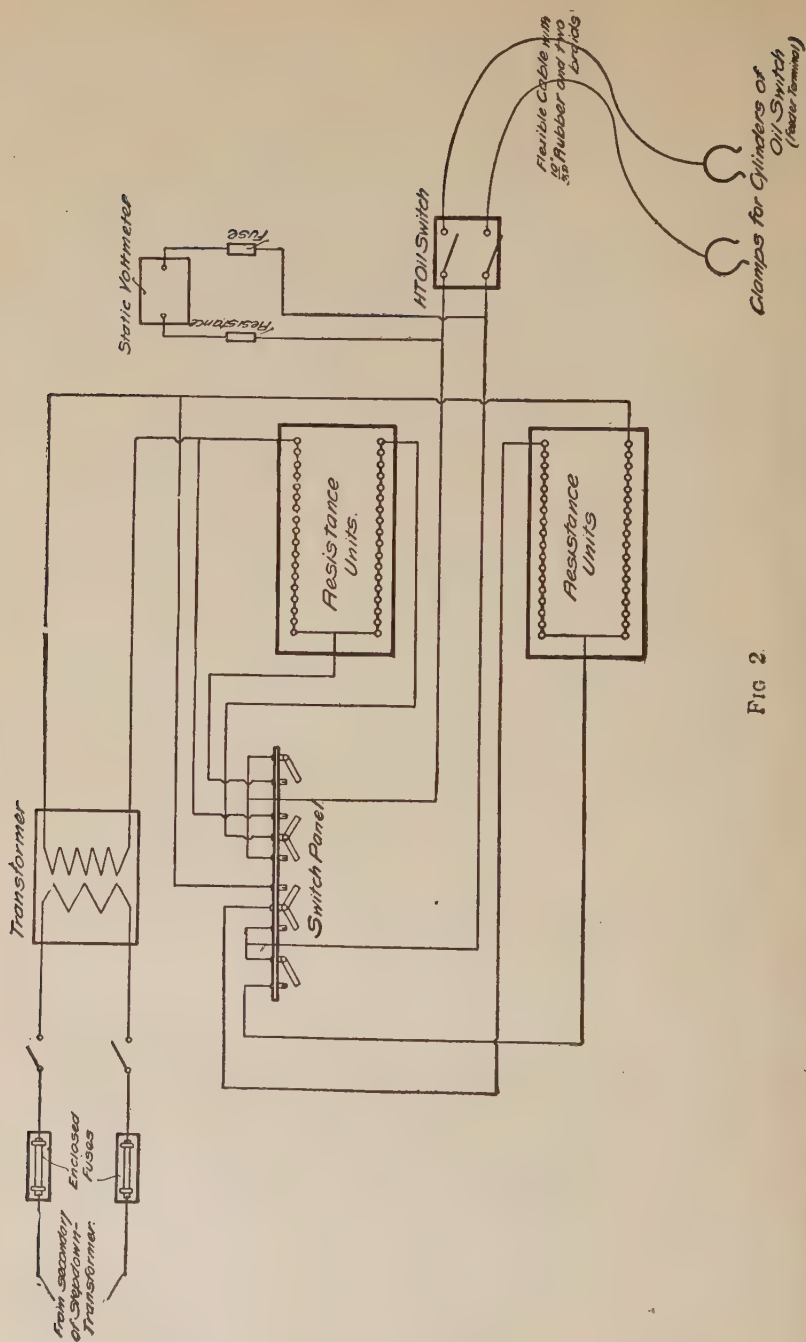 From secondary
of Stepdown-
Transformer.
Enclosed
Fuses
Transformer
Switch Panel
Resistance
Units.
Resistance
Units
Static Voltmeter
Resistance
Fuse
HT Oil Switch
Flexible Cable with
Rubber and two
braids
Clamps for Cylinders of
Oil Switch
(Feeder Terminal)
FIG 2.